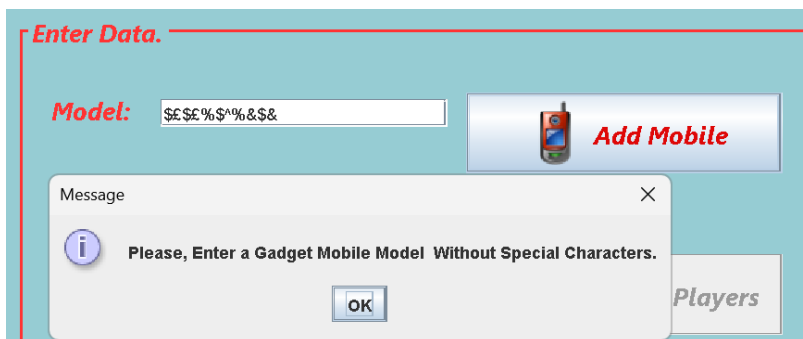 Enter Data.
Model: $£$£%$^%&$&
Add Mobile
Message
Please, Enter a Gadget Mobile Model  Without Special Characters.
OK
Players